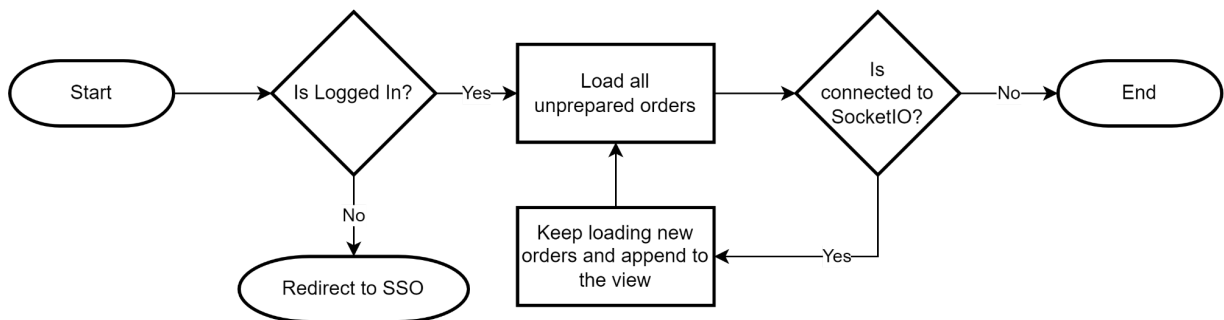 Start
Is Logged In?
Yes
Load all
unprepared orders
Is
connected to
SocketIO?
No
End
No
Redirect to SSO
Keep loading new
orders and append to
the view
Yes